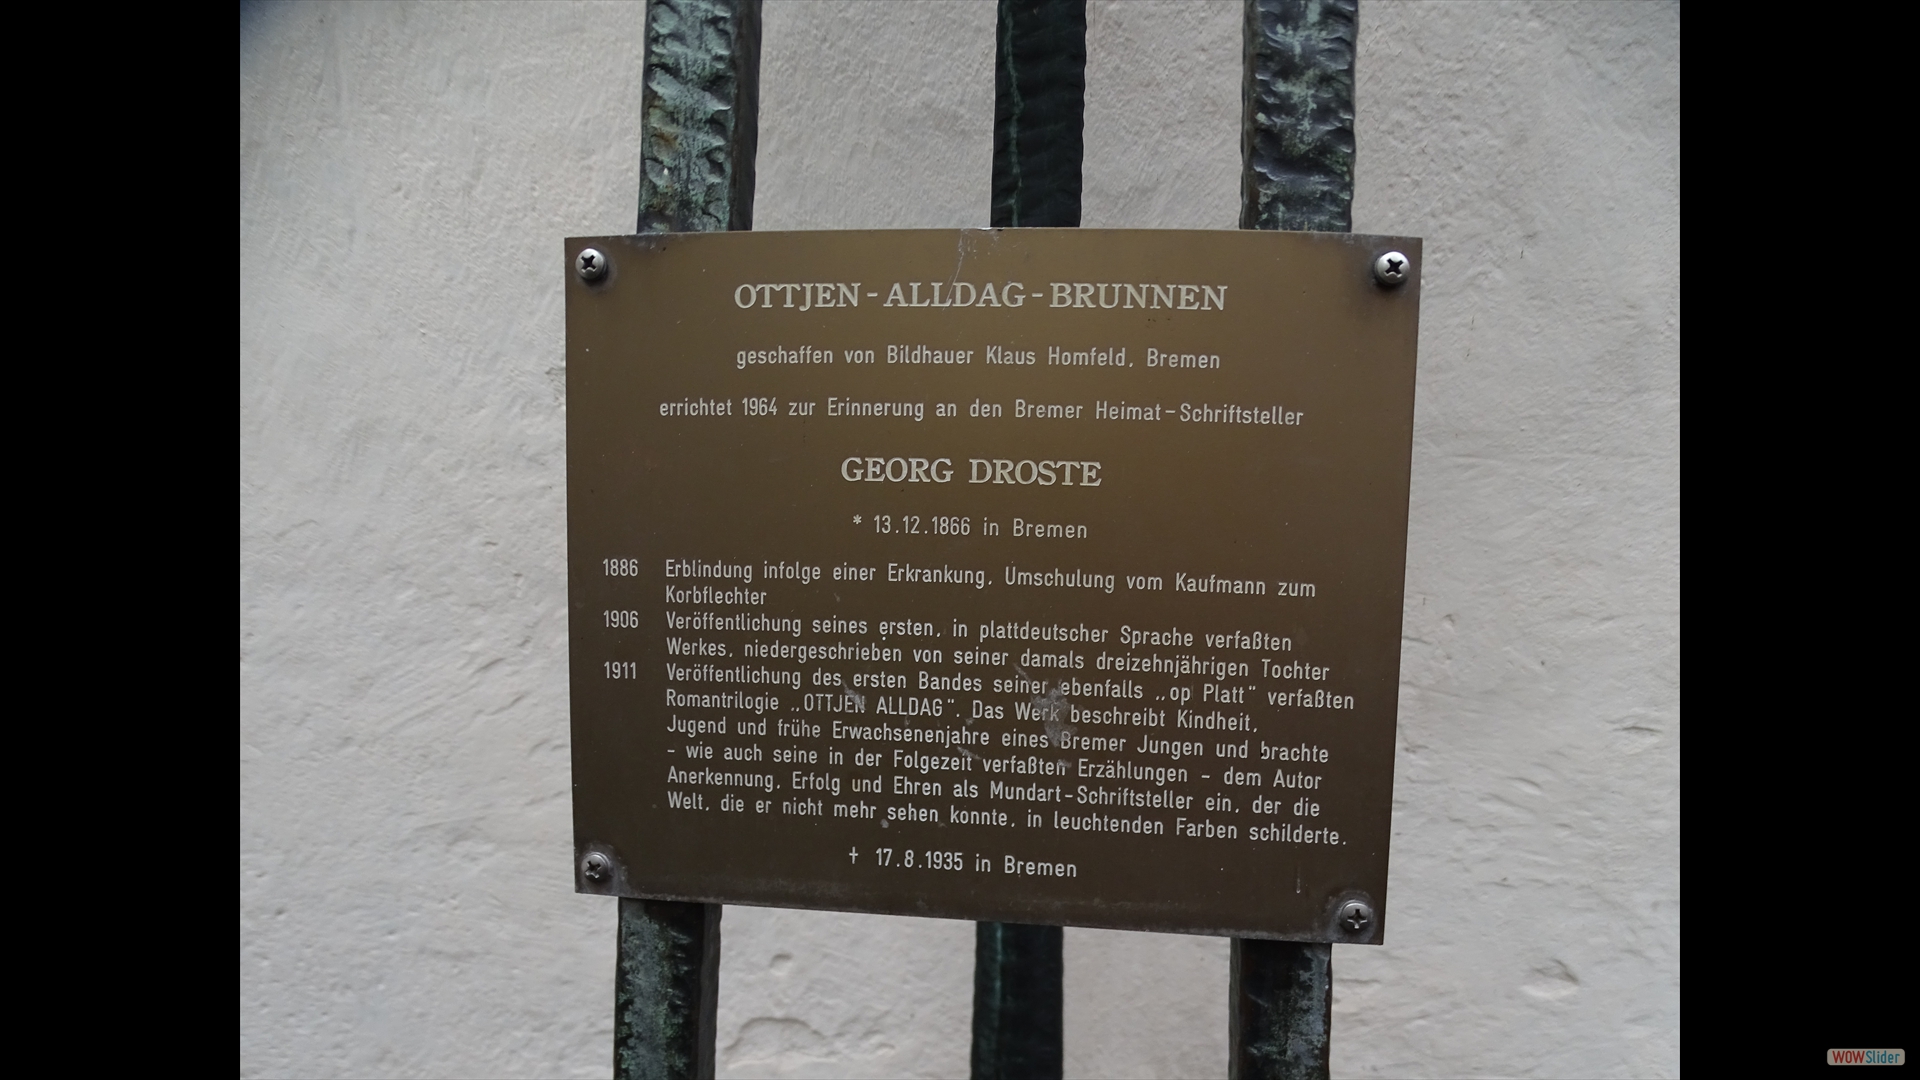 OTTJEN-ALLDAG-BRUNNEN
geschaffen von Bildhauer Klaus Homfeld, Bremen
errichtet 1964 zur Erinnerung an den Bremer Heimat-Schriftsteller
GEORG DROSTE
* 13.12.1866 in Bremen
1886 Erblindung infolge einer Erkrankung, Umschulung vom Kaufmann zum
Korbflechter
1906 Veröffentlichung seines ersten, in plattdeutscher Sprache verfaßten
Werkes, niedergeschrieben von seiner damals dreizehnjährigen Tochter
1911 Veröffentlichung des ersten Bandes seiner ebenfalls „op Platt“ verfaßten
Romantrilogie „OTTJEN ALLDAG“. Das Werk beschreibt Kindheit,
Jugend und frühe Erwachsenenjahre eines Bremer Jungen und brachte
- wie auch seine in der Folgezeit verfaßten Erzählungen - dem Autor
Anerkennung, Erfolg und Ehren als Mundart-Schriftsteller ein, der die
Welt, die er nicht mehr sehen konnte, in leuchtenden Farben schilderte.
† 17.8.1935 in Bremen
WOWSlider